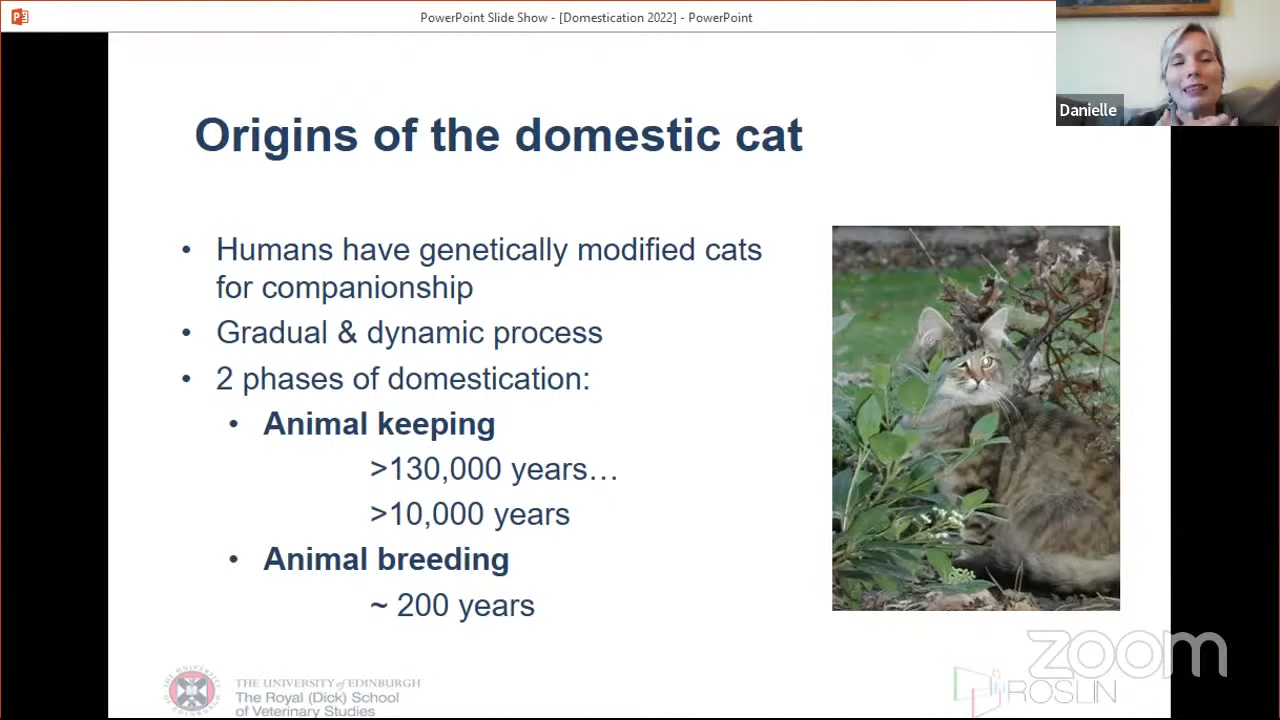 PowerPoint Slide Show - [Domestication 2022] - PowerPoint
Danielle
Origins of the domestic cat
• Humans have genetically modified cats
for companionship
• Gradual & dynamic process
• 2 phases of domestication:
• Animal keeping
>130,000 years…
>10,000 years
• Animal breeding
~ 200 years
zoom
THE UNIVERSITY of EDINBURGH
The Royal (Dick) School
of Veterinary Studies
ROSLIN